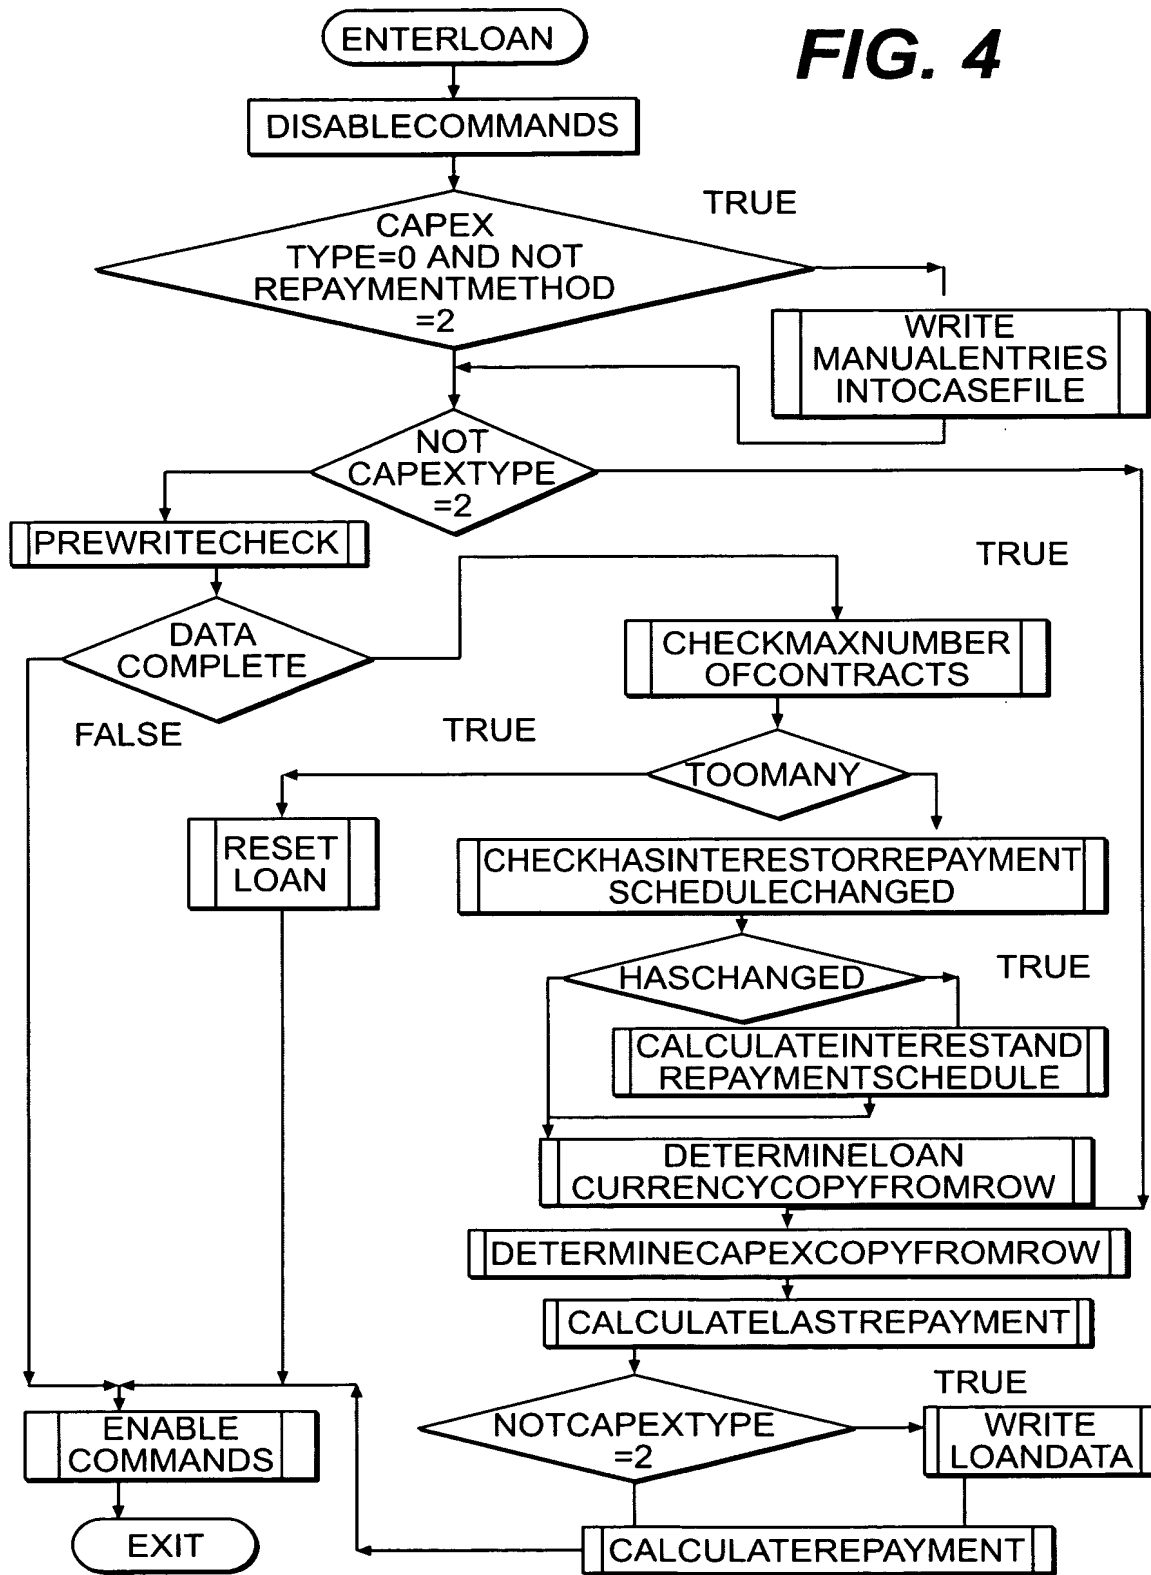 ENTERLOAN
FIG. 4
DISABLECOMMANDS
TRUE
CAPEX
TYPE=0 AND NOT
REPAYMENTMETHOD
=2
WRITE
MANUALENTRIES
INTOCASEFILE
NOT
CAPEXTYPE
=2
PREWRITECHECK
TRUE
DATA
COMPLETE
CHECKMAXNUMBER
OFCONTRACTS
FALSE
TRUE
TOOMANY
RESET
LOAN
CHECKHASINTERESTORREPAYMENT
SCHEDULECHANGED
HASCHANGED
TRUE
CALCULATEINTERESTAND
REPAYMENTSCHEDULE
DETERMINELOAN
CURRENCYCOPYFROMROW
DETERMINECAPEXCOPYFROMROW
CALCULATELASTREPAYMENT
TRUE
NOTCAPEXTYPE
=2
WRITE
LOANDATA
ENABLE
COMMANDS
EXIT
CALCULATEREPAYMENT